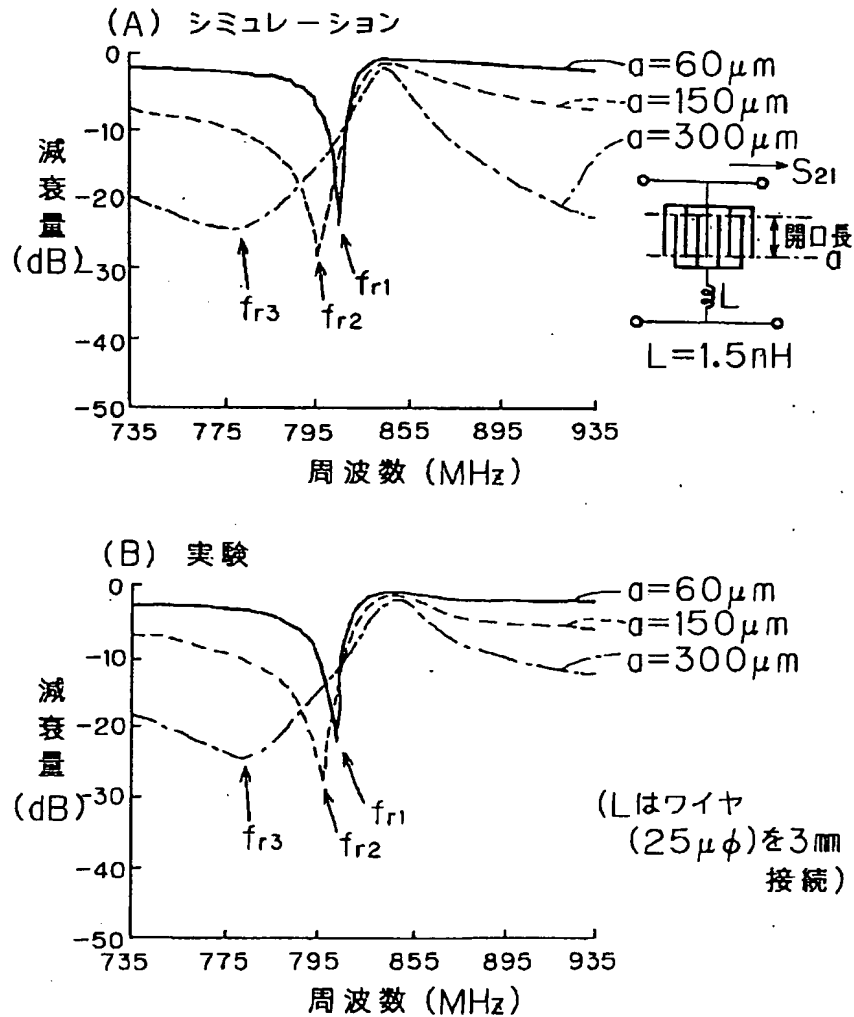 (A) シミュレーション
0
-10
-20
-30
-40
-50
減衰量
(dB)
735
775
795
855
895
935
周波数 (MHz)
fr3
fr2
fr1
a=60μm
a=150μm
a=300μm
S21
開口長
a
L
L=1.5nH
(B) 実験
0
-10
-20
-30
-40
-50
減衰量
(dB)
735
775
795
855
895
935
周波数 (MHz)
fr3
fr2
fr1
a=60μm
a=150μm
a=300μm
(Lはワイヤ
(25μφ)を3㎜
接続)